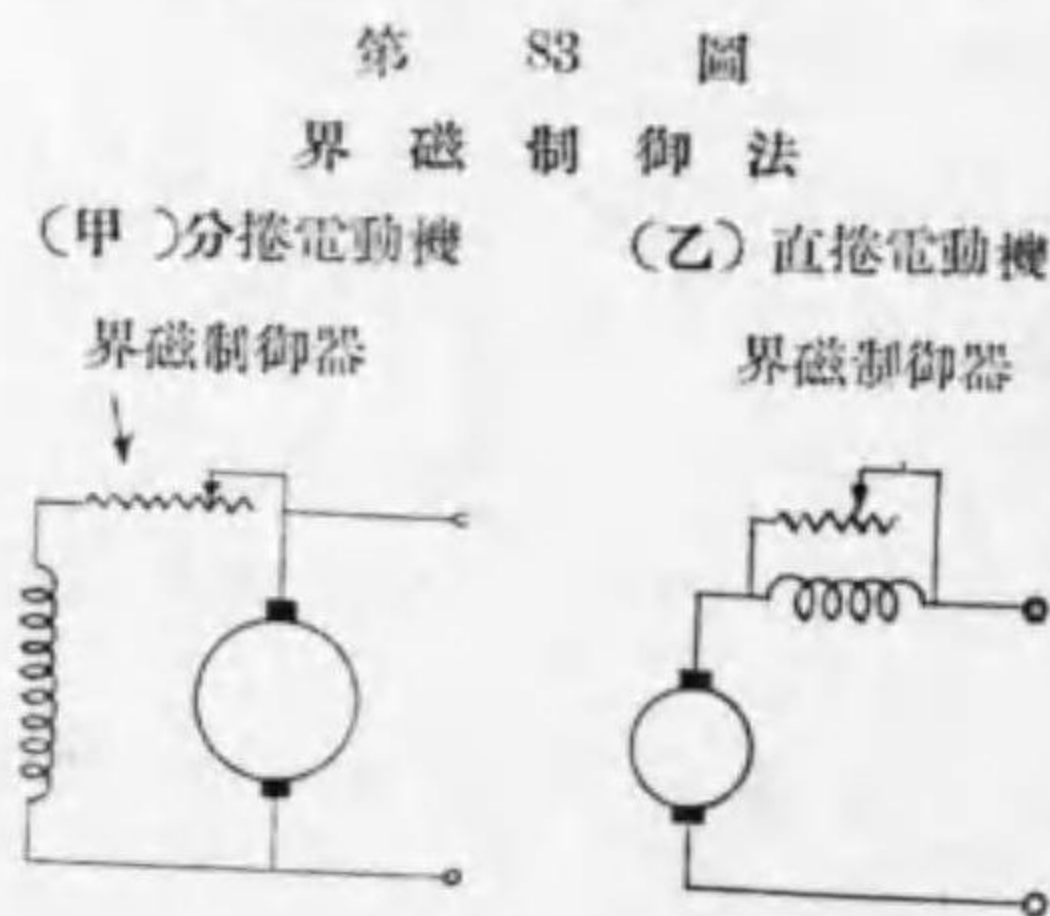 第 83 圖
界磁制御法
(甲)分捲電動機
(乙)直捲電動機
界磁制御器
界磁制御器